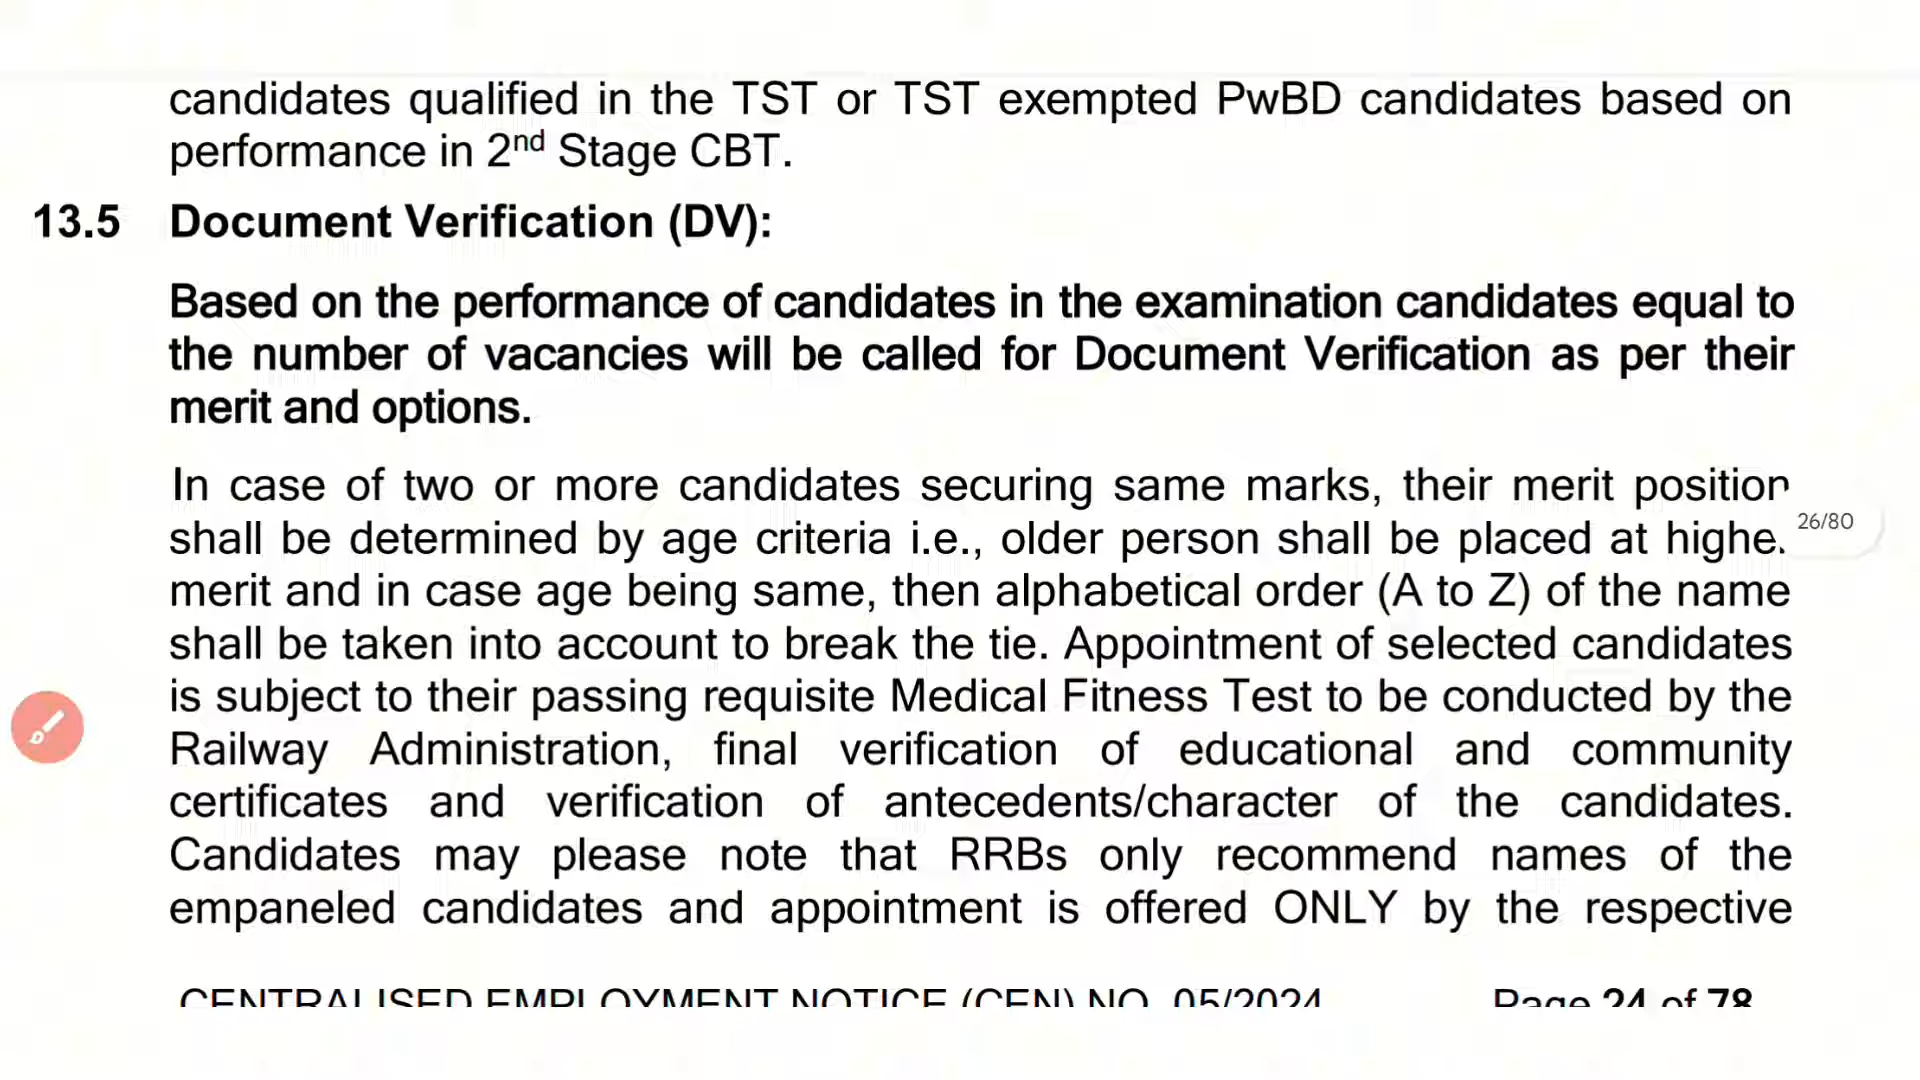 candidates qualified in the TST or TST exempted PwBD candidates based on
performance in 2nd Stage CBT.
13.5 Document Verification (DV):
Based on the performance of candidates in the examination candidates equal to
the number of vacancies will be called for Document Verification as per their
merit and options.
In case of two or more candidates securing same marks, their merit position
shall be determined by age criteria i.e., older person shall be placed at higher
26/80
merit and in case age being same, then alphabetical order (A to Z) of the name
shall be taken into account to break the tie. Appointment of selected candidates
is subject to their passing requisite Medical Fitness Test to be conducted by the
Railway Administration, final verification of educational and community
certificates and verification of antecedents/character of the candidates.
Candidates may please note that RRBs only recommend names of the
empaneled candidates and appointment is offered ONLY by the respective
CENTRALISED EMPLOYMENT NOTICE (CEN) NO. 05/2024 Page 24 of 78